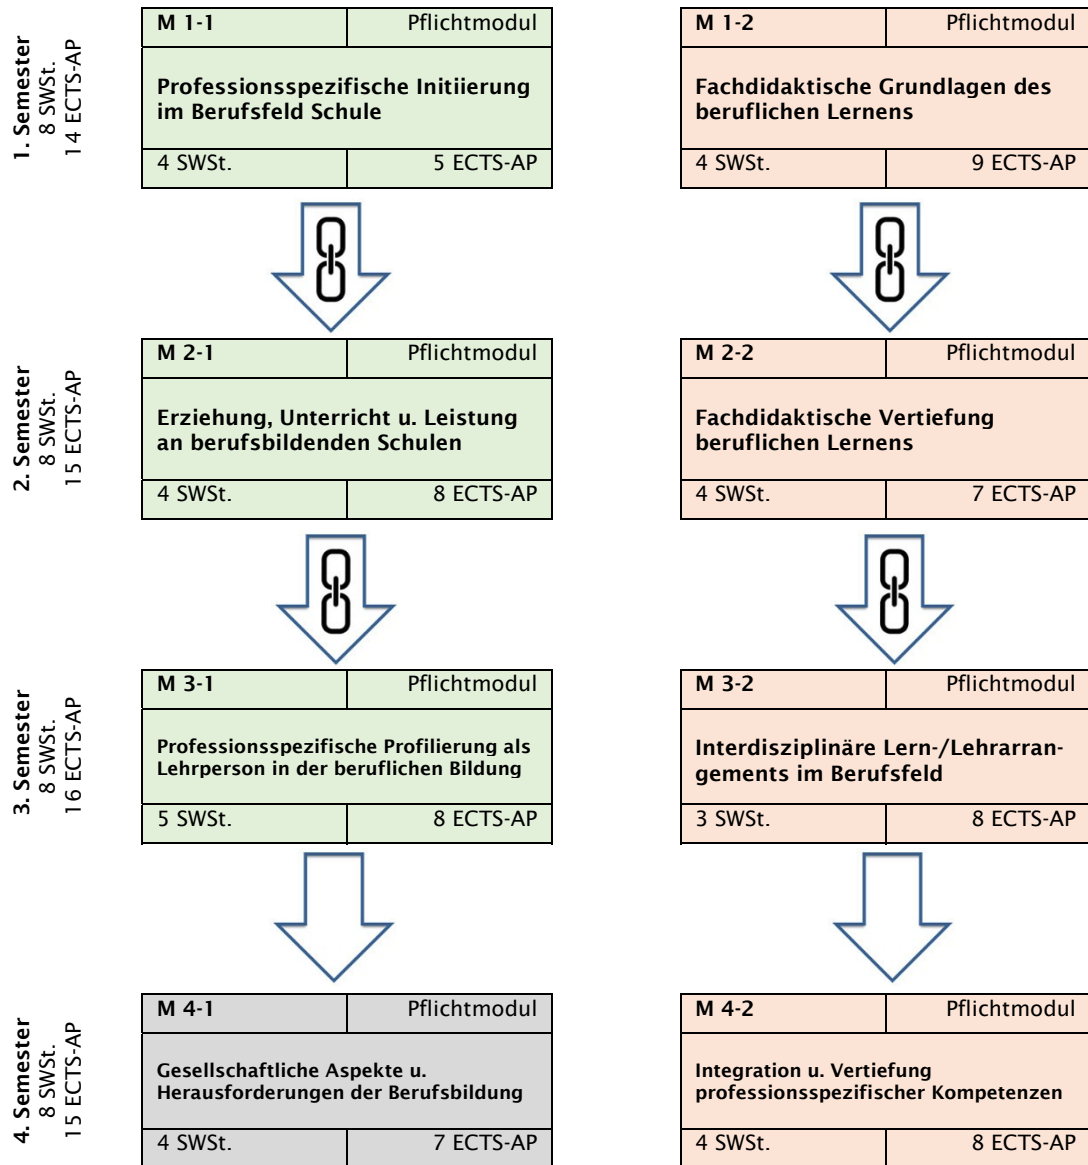 1. Semester
8 SWSt.
14 ECTS-AP
M 1-1 Pflichtmodul
Professionsspezifische Initiierung
im Berufsfeld Schule
4 SWSt. 5 ECTS-AP
M 1-2 Pflichtmodul
Fachdidaktische Grundlagen des
beruflichen Lernens
4 SWSt. 9 ECTS-AP
2. Semester
8 SWSt.
15 ECTS-AP
M 2-1 Pflichtmodul
Erziehung, Unterricht u. Leistung
an berufsbildenden Schulen
4 SWSt. 8 ECTS-AP
M 2-2 Pflichtmodul
Fachdidaktische Vertiefung
beruflichen Lernens
4 SWSt. 7 ECTS-AP
3. Semester
8 SWSt.
16 ECTS-AP
M 3-1 Pflichtmodul
Professionsspezifische Profilierung als
Lehrperson in der beruflichen Bildung
5 SWSt. 8 ECTS-AP
M 3-2 Pflichtmodul
Interdisziplinäre Lern-/Lehrarran-
gements im Berufsfeld
3 SWSt. 8 ECTS-AP
4. Semester
8 SWSt.
15 ECTS-AP
M 4-1 Pflichtmodul
Gesellschaftliche Aspekte u.
Herausforderungen der Berufsbildung
4 SWSt. 7 ECTS-AP
M 4-2 Pflichtmodul
Integration u. Vertiefung
professionsspezifischer Kompetenzen
4 SWSt. 8 ECTS-AP